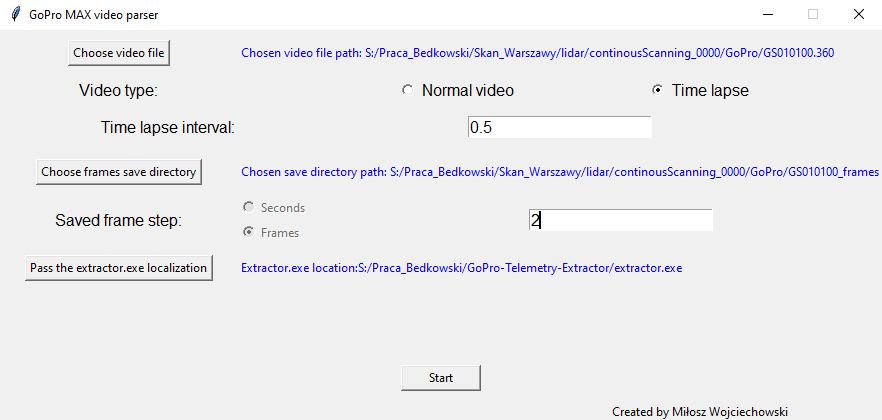 GoPro MAX video parser
Choose video file Chosen video file path: S:/Praca_Bedkowski/Skan_Warszawy/lidar/continousScanning_0000/GoPro/GS010100.360
Video type: Normal video Time lapse
Time lapse interval: 0.5
Choose frames save directory Chosen save directory path: S:/Praca_Bedkowski/Skan_Warszawy/lidar/continousScanning_0000/GoPro/GS010100_frames
Seconds
Saved frame step: 2
Frames
Pass the extractor.exe localization Extractor.exe location:S:/Praca_Bedkowski/GoPro-Telemetry-Extractor/extractor.exe
Start
Created by Miłosz Wojciechowski